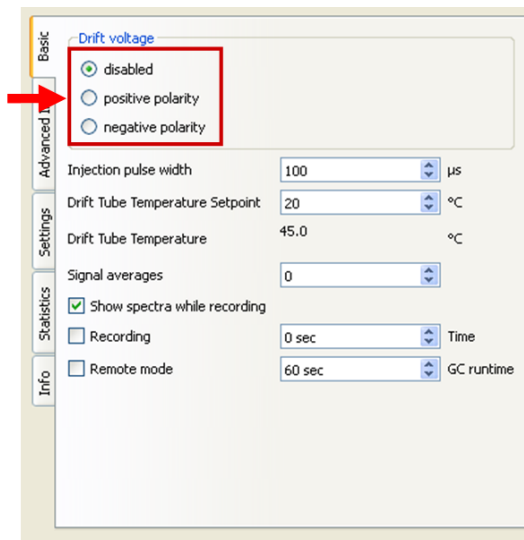 Basic
Advanced
Settings
Statistics
Info
Drift voltage
disabled
positive polarity
negative polarity
Injection pulse width 100 µs
Drift Tube Temperature Setpoint 20 °C
Drift Tube Temperature 45.0 °C
Signal averages 0
Show spectra while recording
Recording 0 sec Time
Remote mode 60 sec GC runtime